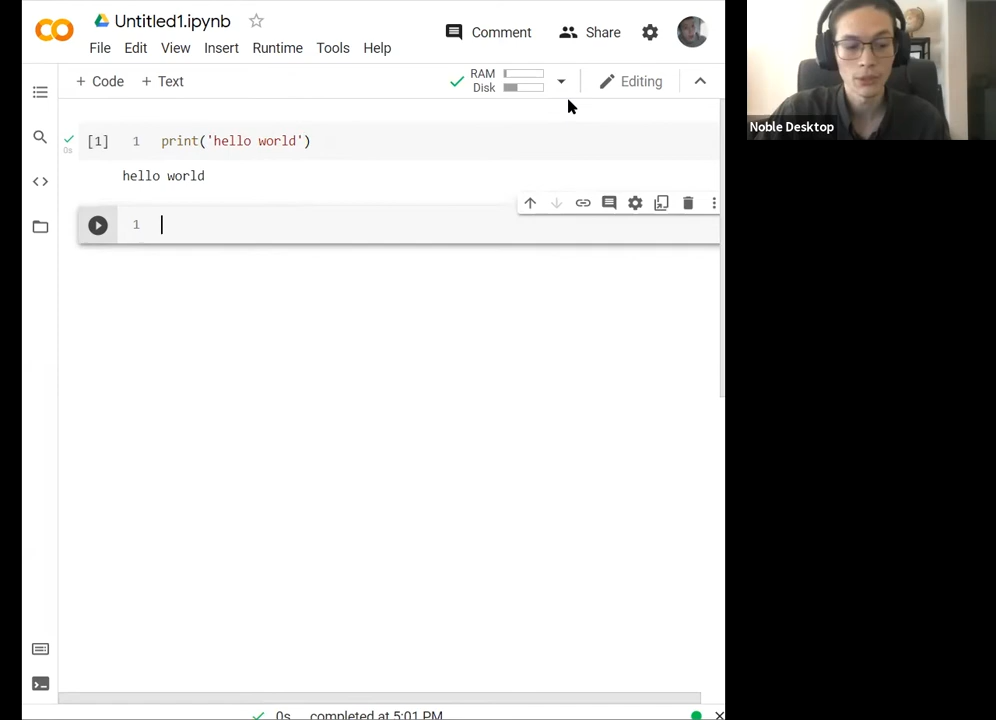 Untitled1.ipynb
File Edit View Insert Runtime Tools Help
Comment
Share
+ Code + Text
RAM
Disk
Editing
[1] 1 print('hello world')
0s
hello world
1
0s completed at 5:01 PM
Noble Desktop